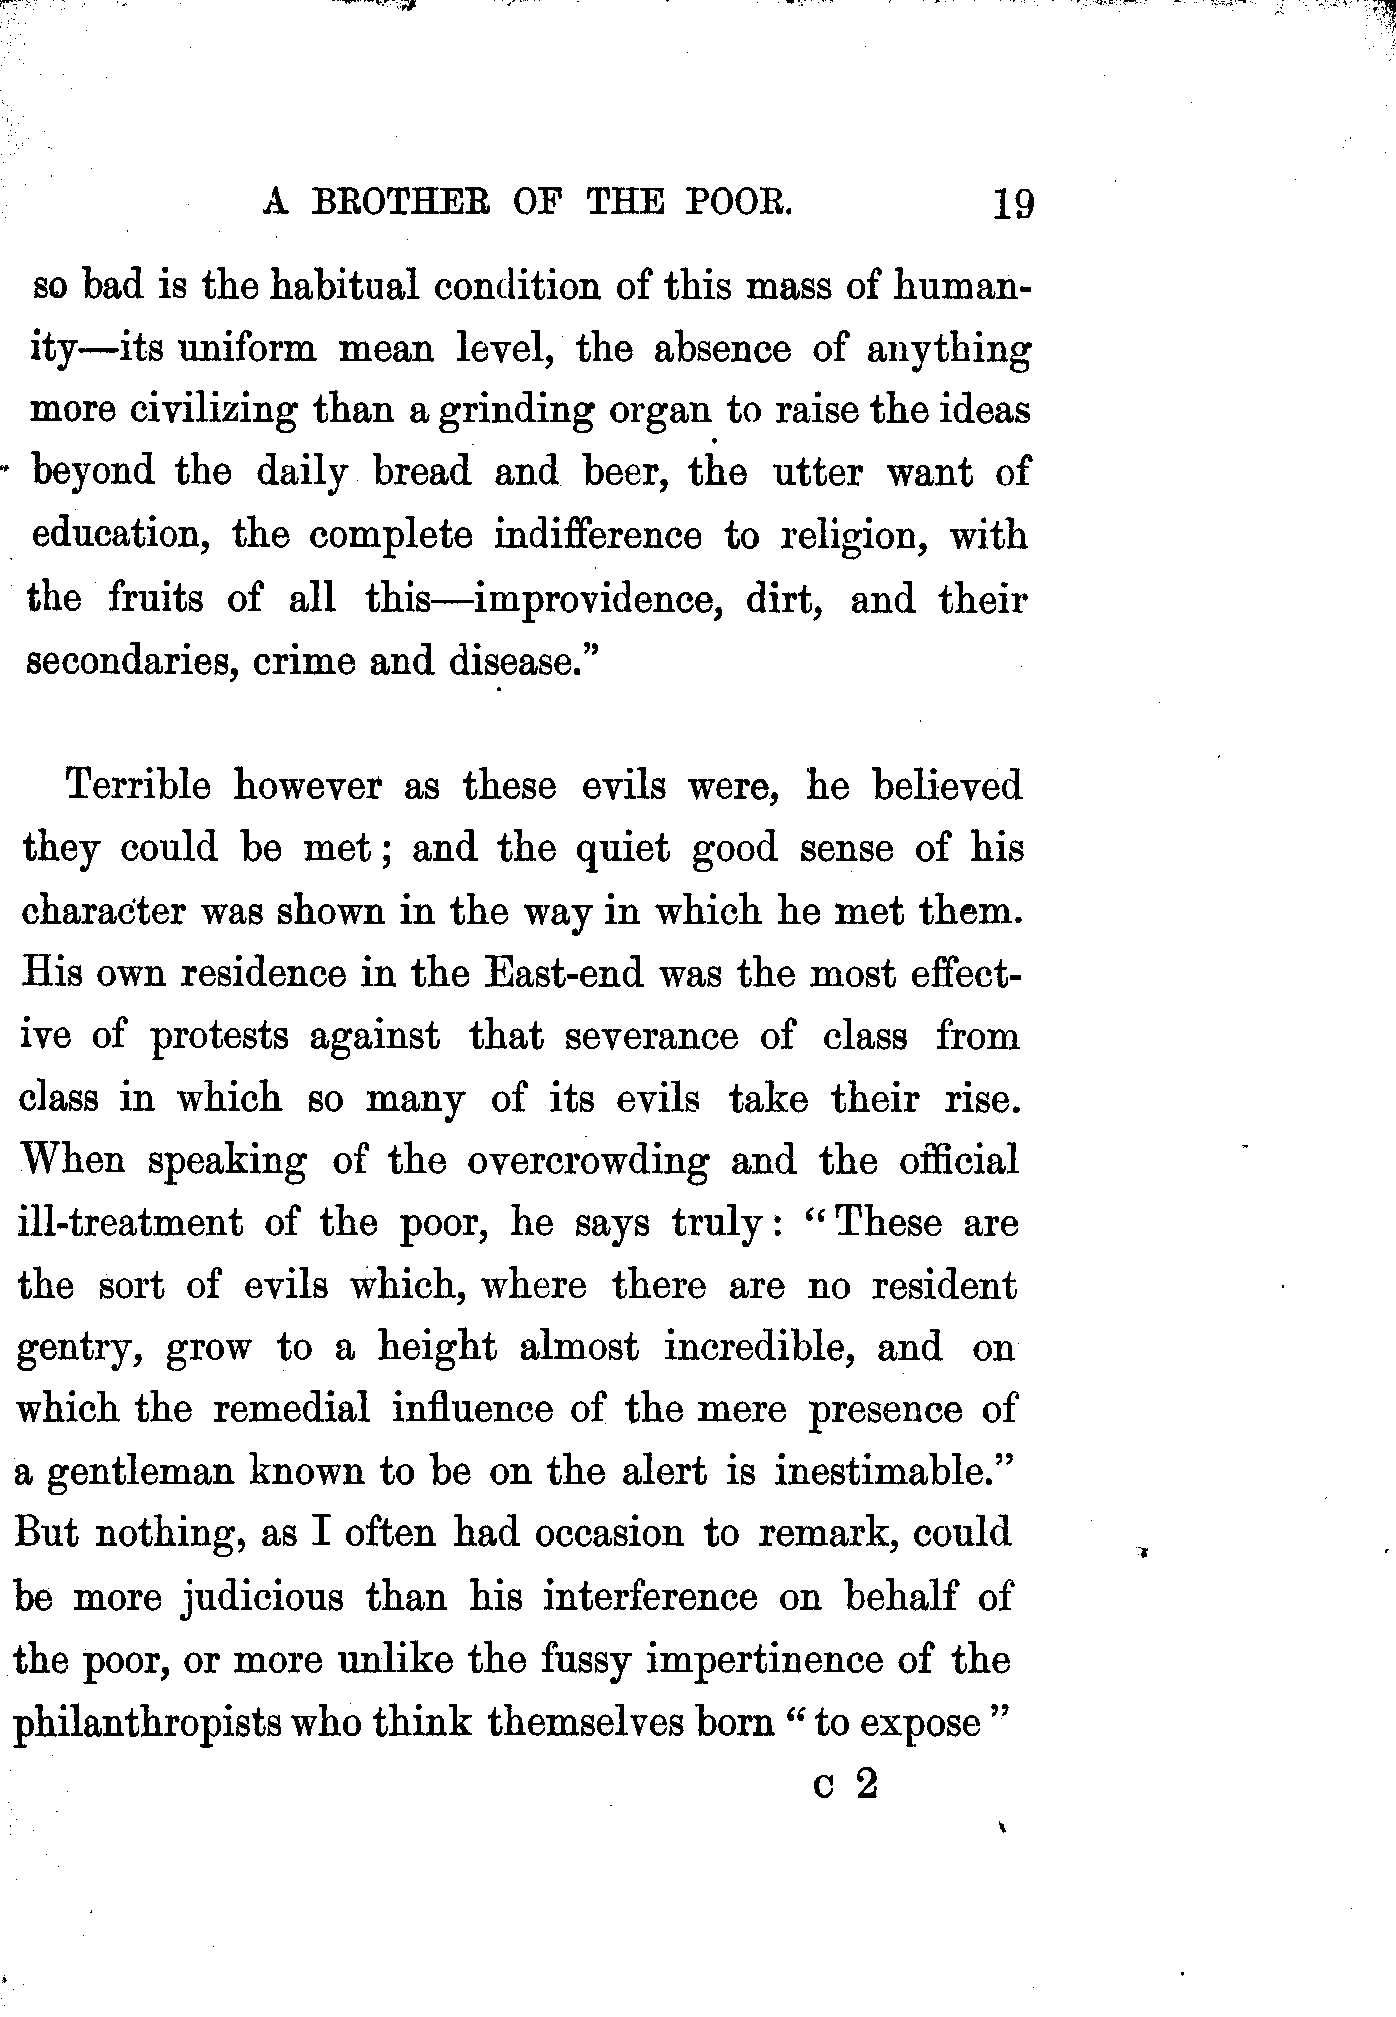 A BROTHER OF THE POOR. 19
so bad is the habitual condition of this mass of human-
ity—its uniform mean level, the absence of anything
more civilizing than a grinding organ to raise the ideas
beyond the daily bread and beer, the utter want of
education, the complete indifference to religion, with
the fruits of all this—improvidence, dirt, and their
secondaries, crime and disease.”
Terrible however as these evils were, he believed
they could be met; and the quiet good sense of his
character was shown in the way in which he met them.
His own residence in the East-end was the most effect-
ive of protests against that severance of class from
class in which so many of its evils take their rise.
When speaking of the overcrowding and the official
ill-treatment of the poor, he says truly: “These are
the sort of evils which, where there are no resident
gentry, grow to a height almost incredible, and on
which the remedial influence of the mere presence of
a gentleman known to be on the alert is inestimable.”
But nothing, as I often had occasion to remark, could
be more judicious than his interference on behalf of
the poor, or more unlike the fussy impertinence of the
philanthropists who think themselves born “to expose”
C 2